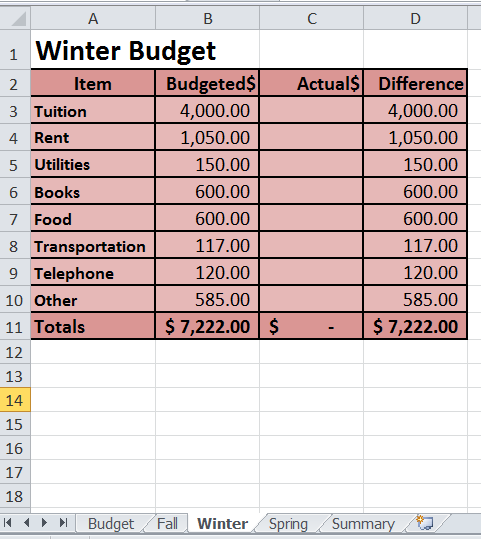 A B C D
1 Winter Budget
2 Item Budgeted$ Actual$ Difference
3 Tuition 4,000.00 4,000.00
4 Rent 1,050.00 1,050.00
5 Utilities 150.00 150.00
6 Books 600.00 600.00
7 Food 600.00 600.00
8 Transportation 117.00 117.00
9 Telephone 120.00 120.00
10 Other 585.00 585.00
11 Totals $ 7,222.00 $ - $ 7,222.00
12
13
14
15
16
17
18
Budget Fall Winter Spring Summary